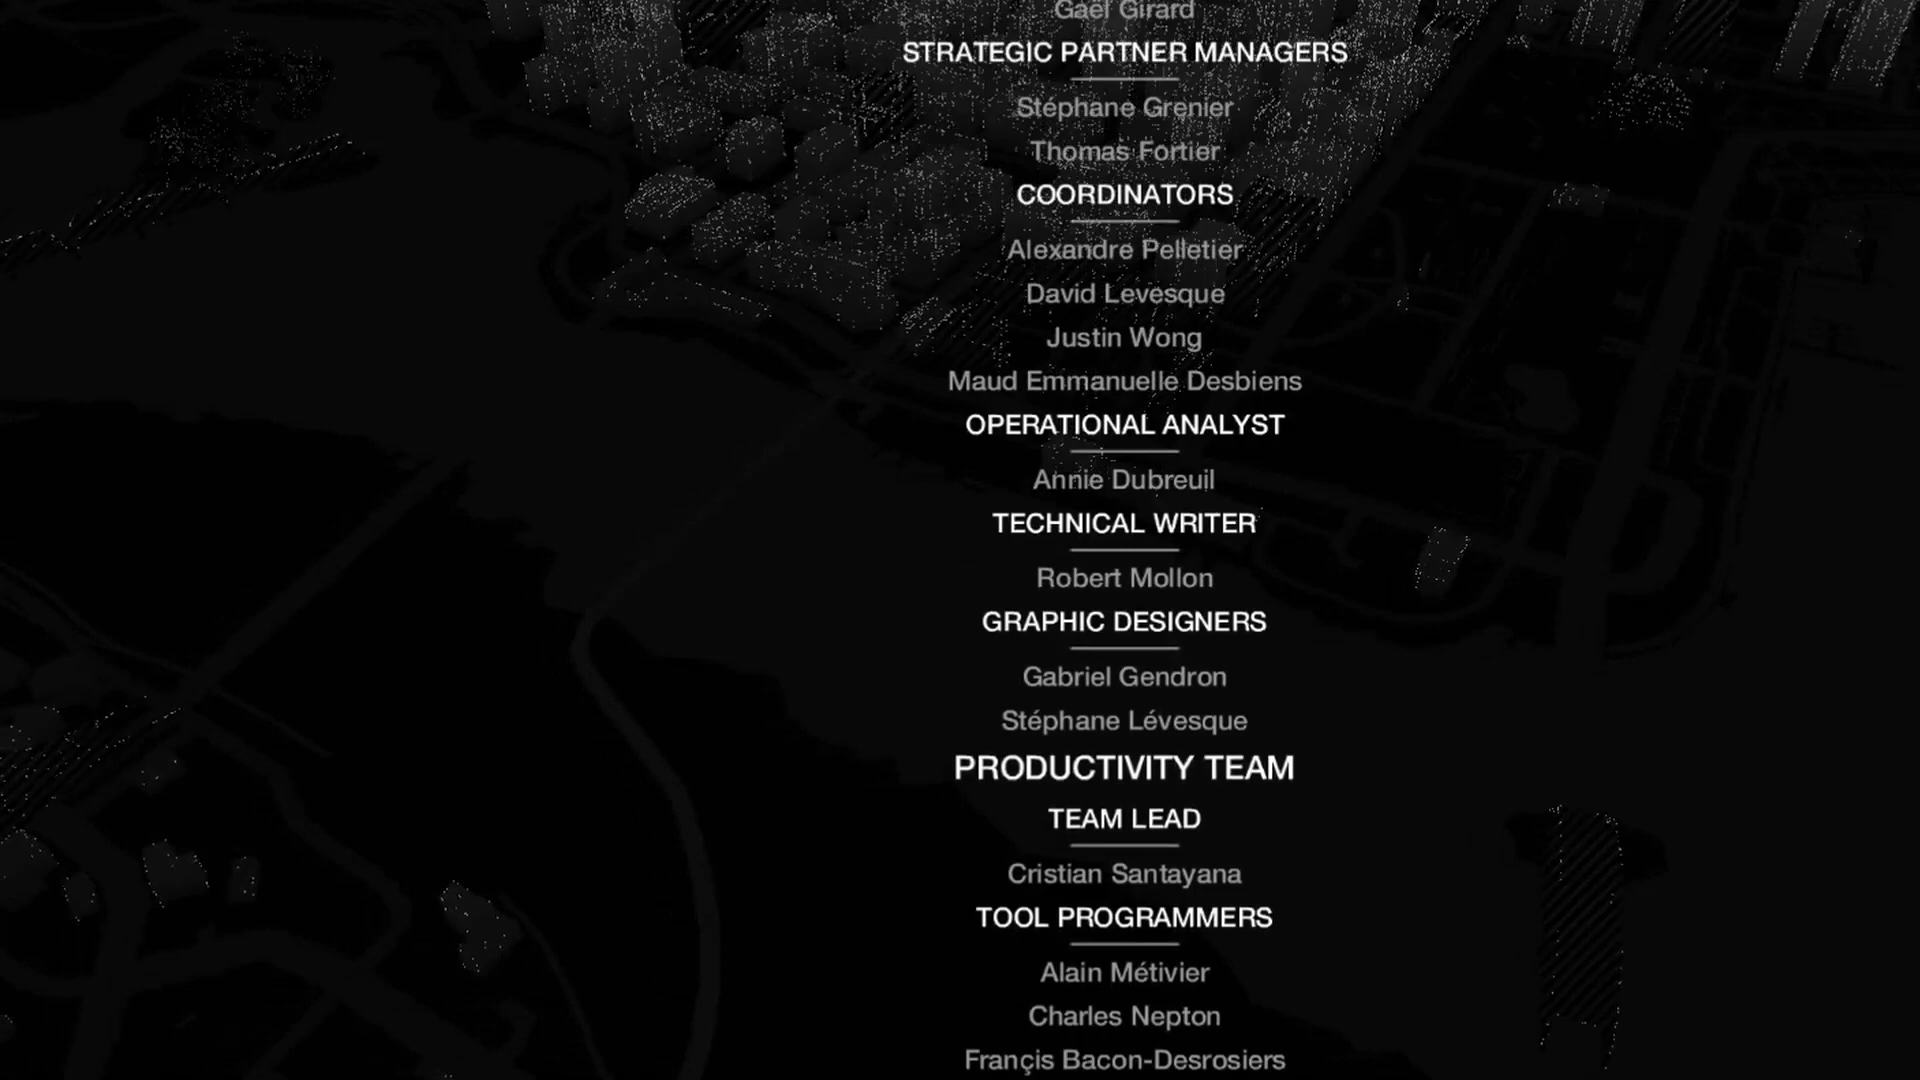 Gaël Girard
STRATEGIC PARTNER MANAGERS
Stéphane Grenier
Thomas Fortier
COORDINATORS
Alexandre Pelletier
David Levesque
Justin Wong
Maud Emmanuelle Desbiens
OPERATIONAL ANALYST
Annie Dubreuil
TECHNICAL WRITER
Robert Mollon
GRAPHIC DESIGNERS
Gabriel Gendron
Stéphane Lévesque
PRODUCTIVITY TEAM
TEAM LEAD
Cristian Santayana
TOOL PROGRAMMERS
Alain Métivier
Charles Nepton
Françis Bacon-Desrosiers